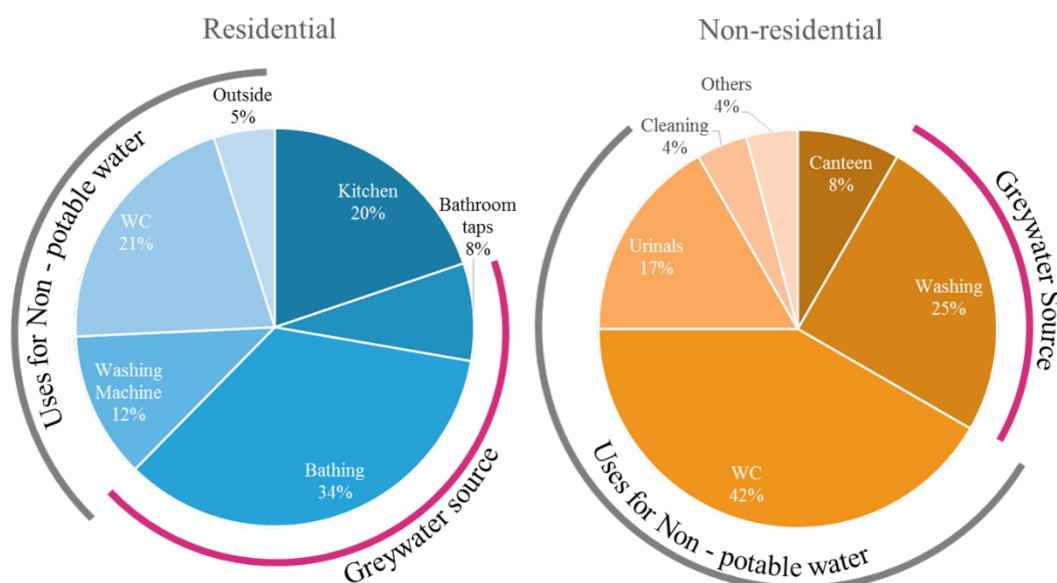 Residential
Outside
5%
Kitchen
20%
Bathroom
taps
8%
Bathing
34%
Washing
Machine
12%
WC
21%
Uses for Non - potable water
Greywater source
Non-residential
Others
4%
Cleaning
4%
Canteen
8%
Washing
25%
WC
42%
Urinals
17%
Greywater Source
Uses for Non - potable water